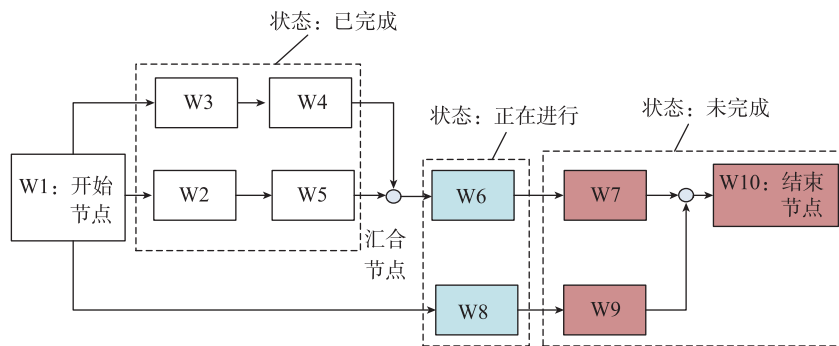 状态：已完成
W3
W4
状态：正在进行
状态：未完成
W1：开始
节点
W2
W5
汇合
节点
W6
W7
W10：结束
节点
W8
W9